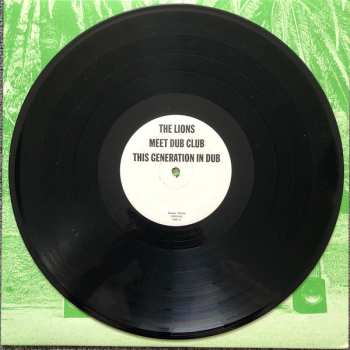 THE LIONS
MEET DUB CLUB
THIS GENERATION IN DUB